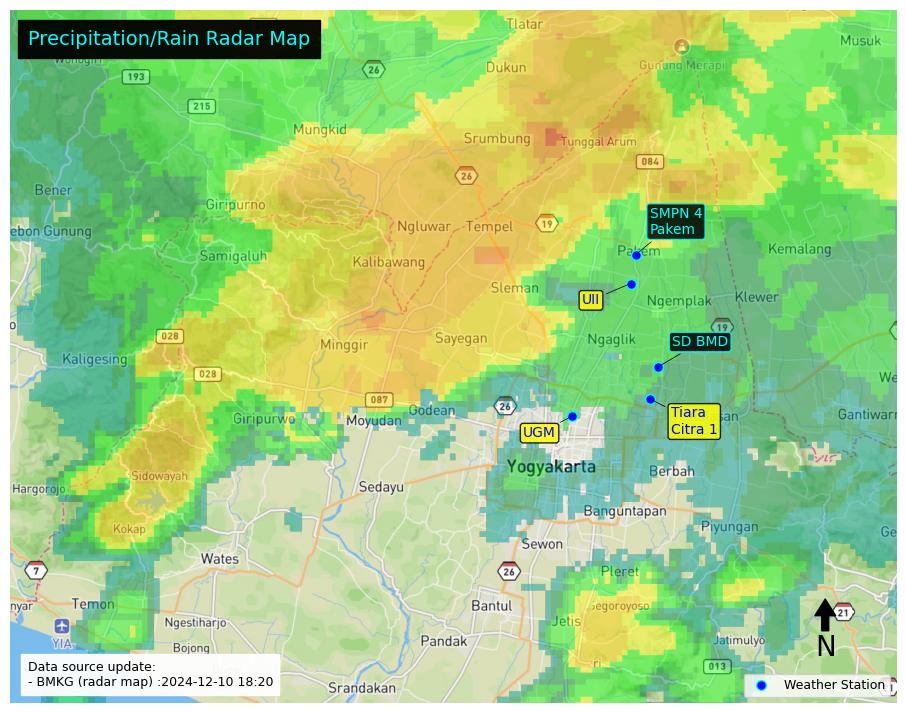 Precipitation/Rain Radar Map
Tlatar
Musuk
Wonogiri
26
Dukun
Gunung Merapi
193
215
Mungkid
Srumbung
Tunggal Arum
084
26
Bener
Giripurno
SMPN 4
Pakem
ebon Gunung
Ngluwar
Tempel
19
Pakem
Kemalang
Samigaluh
Kalibawang
Sleman
UII
Ngemplak
Klewer
028
19
Minggir
Sayegan
Ngaglik
SD BMD
Kaligesing
028
We
087
Giripurwo
Moyudan
Godean
26
Tiara
Citra 1
an
Gantiwarn
UGM
Yogyakarta
Berbah
Sidowayah
Hargorojo
Sedayu
Banguntapan
Kokap
Piyungan
Ge
Sewon
Wates
7
26
Pleret
nyar
Temon
Bantul
Segoroyoso
21
Ngestiharjo
Jetis
YIA
Pandak
Jatimulyo
N
Bojong
013
Data source update:
- BMKG (radar map) :2024-12-10 18:20
Srandakan
Weather Station